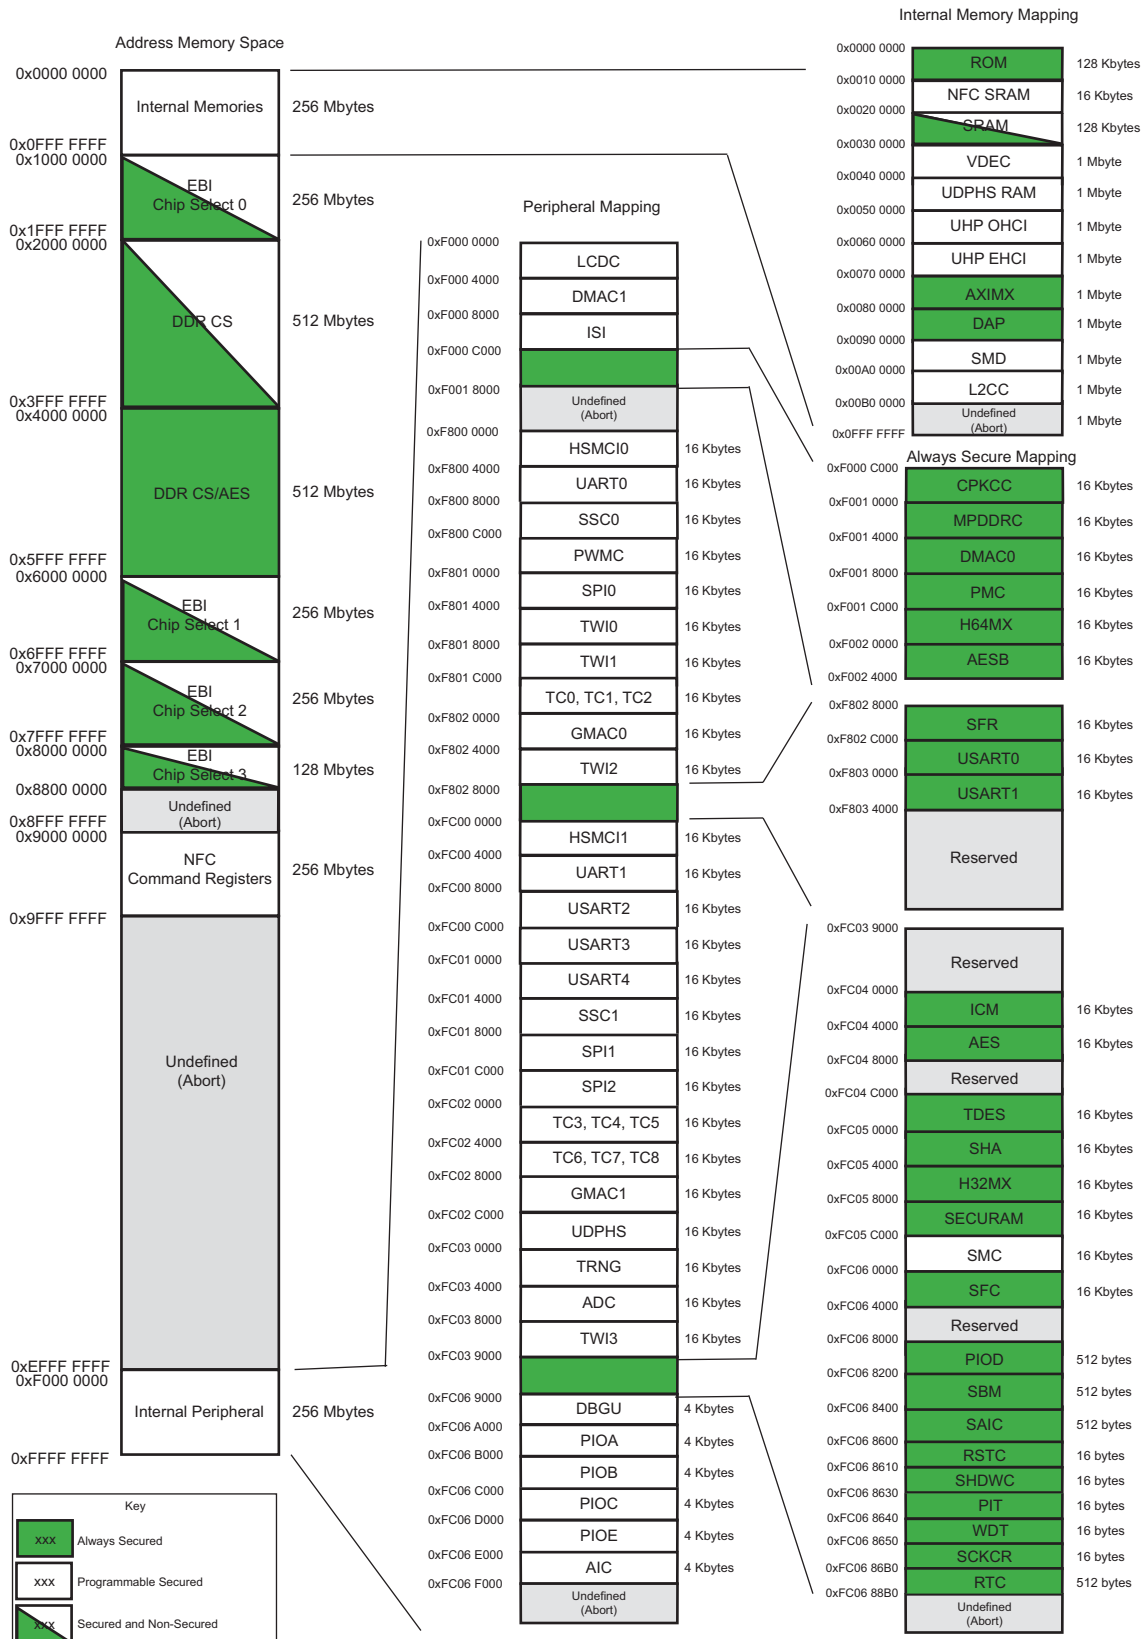 Address Memory Space
0x0000 0000
Internal Memories
256 Mbytes
0x0FFF FFFF
0x1000 0000
EBI
Chip Select 0
256 Mbytes
0x1FFF FFFF
0x2000 0000
DDR CS
512 Mbytes
0x3FFF FFFF
0x4000 0000
DDR CS/AES
512 Mbytes
0x5FFF FFFF
0x6000 0000
EBI
Chip Select 1
256 Mbytes
0x6FFF FFFF
0x7000 0000
EBI
Chip Select 2
256 Mbytes
0x7FFF FFFF
0x8000 0000
EBI
Chip Select 3
128 Mbytes
0x8800 0000
Undefined
(Abort)
0x8FFF FFFF
0x9000 0000
NFC
Command Registers
256 Mbytes
0x9FFF FFFF
Undefined
(Abort)
0xEFFF FFFF
0xF000 0000
Internal Peripheral
256 Mbytes
0xFFFF FFFF
Key
xxx Always Secured
xxx Programmable Secured
xxx Secured and Non-Secured
Peripheral Mapping
0xF000 0000
LCDC
0xF000 4000
DMAC1
0xF000 8000
ISI
0xF000 C000
0xF001 8000
Undefined
(Abort)
0xF800 0000
HSMCI0 16 Kbytes
0xF800 4000
UART0 16 Kbytes
0xF800 8000
SSC0 16 Kbytes
0xF800 C000
PWMC 16 Kbytes
0xF801 0000
SPI0 16 Kbytes
0xF801 4000
TWI0 16 Kbytes
0xF801 8000
TWI1 16 Kbytes
0xF801 C000
TC0, TC1, TC2 16 Kbytes
0xF802 0000
GMAC0 16 Kbytes
0xF802 4000
TWI2 16 Kbytes
0xF802 8000
0xFC00 0000
HSMCI1 16 Kbytes
0xFC00 4000
UART1 16 Kbytes
0xFC00 8000
USART2 16 Kbytes
0xFC00 C000
USART3 16 Kbytes
0xFC01 0000
USART4 16 Kbytes
0xFC01 4000
SSC1 16 Kbytes
0xFC01 8000
SPI1 16 Kbytes
0xFC01 C000
SPI2 16 Kbytes
0xFC02 0000
TC3, TC4, TC5 16 Kbytes
0xFC02 4000
TC6, TC7, TC8 16 Kbytes
0xFC02 8000
GMAC1 16 Kbytes
0xFC02 C000
UDPHS 16 Kbytes
0xFC03 0000
TRNG 16 Kbytes
0xFC03 4000
ADC 16 Kbytes
0xFC03 8000
TWI3 16 Kbytes
0xFC03 9000
0xFC06 9000
DBGU 4 Kbytes
0xFC06 A000
PIOA 4 Kbytes
0xFC06 B000
PIOB 4 Kbytes
0xFC06 C000
PIOC 4 Kbytes
0xFC06 D000
PIOE 4 Kbytes
0xFC06 E000
AIC 4 Kbytes
0xFC06 F000
Undefined
(Abort)
Internal Memory Mapping
0x0000 0000
ROM 128 Kbytes
0x0010 0000
NFC SRAM 16 Kbytes
0x0020 0000
SRAM 128 Kbytes
0x0030 0000
VDEC 1 Mbyte
0x0040 0000
UDPHS RAM 1 Mbyte
0x0050 0000
UHP OHCI 1 Mbyte
0x0060 0000
UHP EHCI 1 Mbyte
0x0070 0000
AXIMX 1 Mbyte
0x0080 0000
DAP 1 Mbyte
0x0090 0000
SMD 1 Mbyte
0x00A0 0000
L2CC 1 Mbyte
0x00B0 0000
Undefined
(Abort)
1 Mbyte
0x0FFF FFFF
Always Secure Mapping
0xF000 C000
CPKCC 16 Kbytes
0xF001 0000
MPDDRC 16 Kbytes
0xF001 4000
DMAC0 16 Kbytes
0xF001 8000
PMC 16 Kbytes
0xF001 C000
H64MX 16 Kbytes
0xF002 0000
AESB 16 Kbytes
0xF002 4000
0xF802 8000
SFR 16 Kbytes
0xF802 C000
USART0 16 Kbytes
0xF803 0000
USART1 16 Kbytes
0xF803 4000
Reserved
0xFC03 9000
Reserved
0xFC04 0000
ICM 16 Kbytes
0xFC04 4000
AES 16 Kbytes
0xFC04 8000
Reserved
0xFC04 C000
TDES 16 Kbytes
0xFC05 0000
SHA 16 Kbytes
0xFC05 4000
H32MX 16 Kbytes
0xFC05 8000
SECURAM 16 Kbytes
0xFC05 C000
SMC 16 Kbytes
0xFC06 0000
SFC 16 Kbytes
0xFC06 4000
Reserved
0xFC06 8000
PIOD 512 bytes
0xFC06 8200
SBM 512 bytes
0xFC06 8400
SAIC 512 bytes
0xFC06 8600
RSTC 16 bytes
0xFC06 8610
SHDWC 16 bytes
0xFC06 8630
PIT 16 bytes
0xFC06 8640
WDT 16 bytes
0xFC06 8650
SCKCR 16 bytes
0xFC06 86B0
RTC 512 bytes
0xFC06 88B0
Undefined
(Abort)